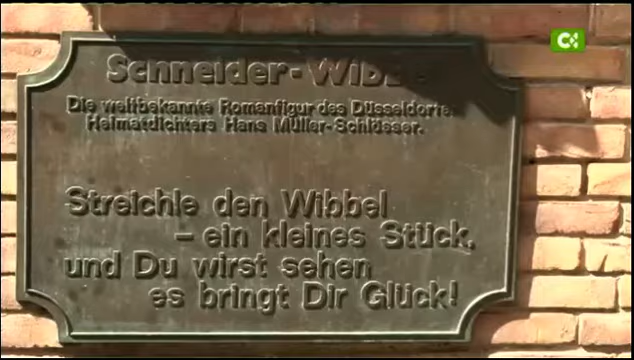 Schneider-Wibbel
Die weltbekannte Romanfigur des Düsseldorfer
Heimatdichters Hans Müller-Schlösser.
Streichle den Wibbel
– ein kleines Stück,
und Du wirst sehen
es bringt Dir Glück!